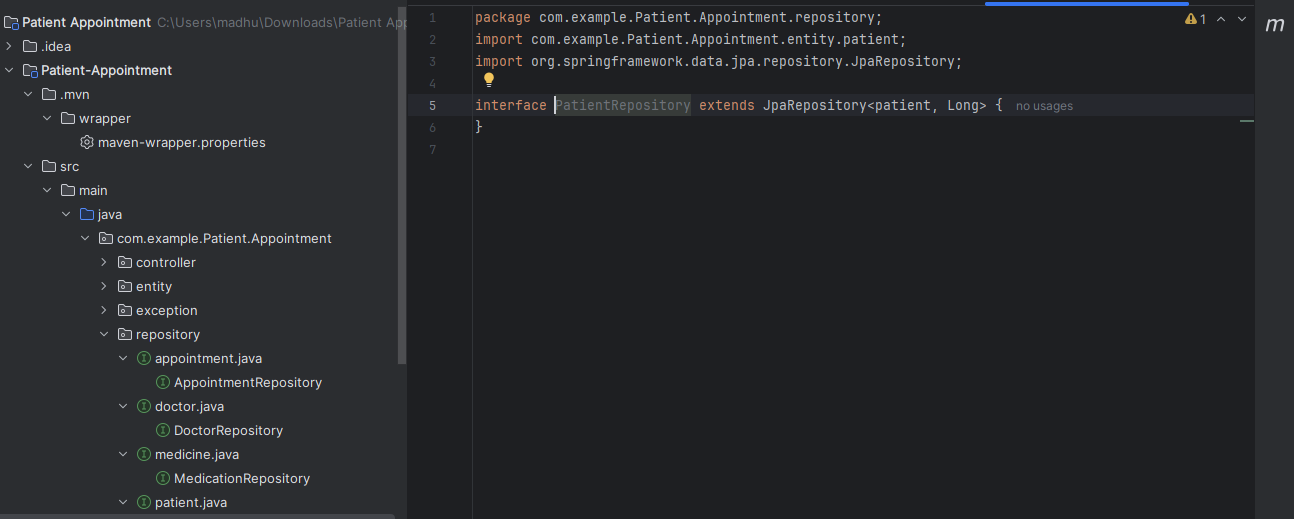 Patient Appointment C:\Users\madhu\Downloads\Patient App
.idea
Patient-Appointment
.mvn
wrapper
maven-wrapper.properties
src
main
java
com.example.Patient.Appointment
controller
entity
exception
repository
appointment.java
AppointmentRepository
doctor.java
DoctorRepository
medicine.java
MedicationRepository
patient.java
1 package com.example.Patient.Appointment.repository;
2 import com.example.Patient.Appointment.entity.patient;
3 import org.springframework.data.jpa.repository.JpaRepository;
4
5 interface PatientRepository extends JpaRepository<patient, Long> { no usages
6 }
7
1
m